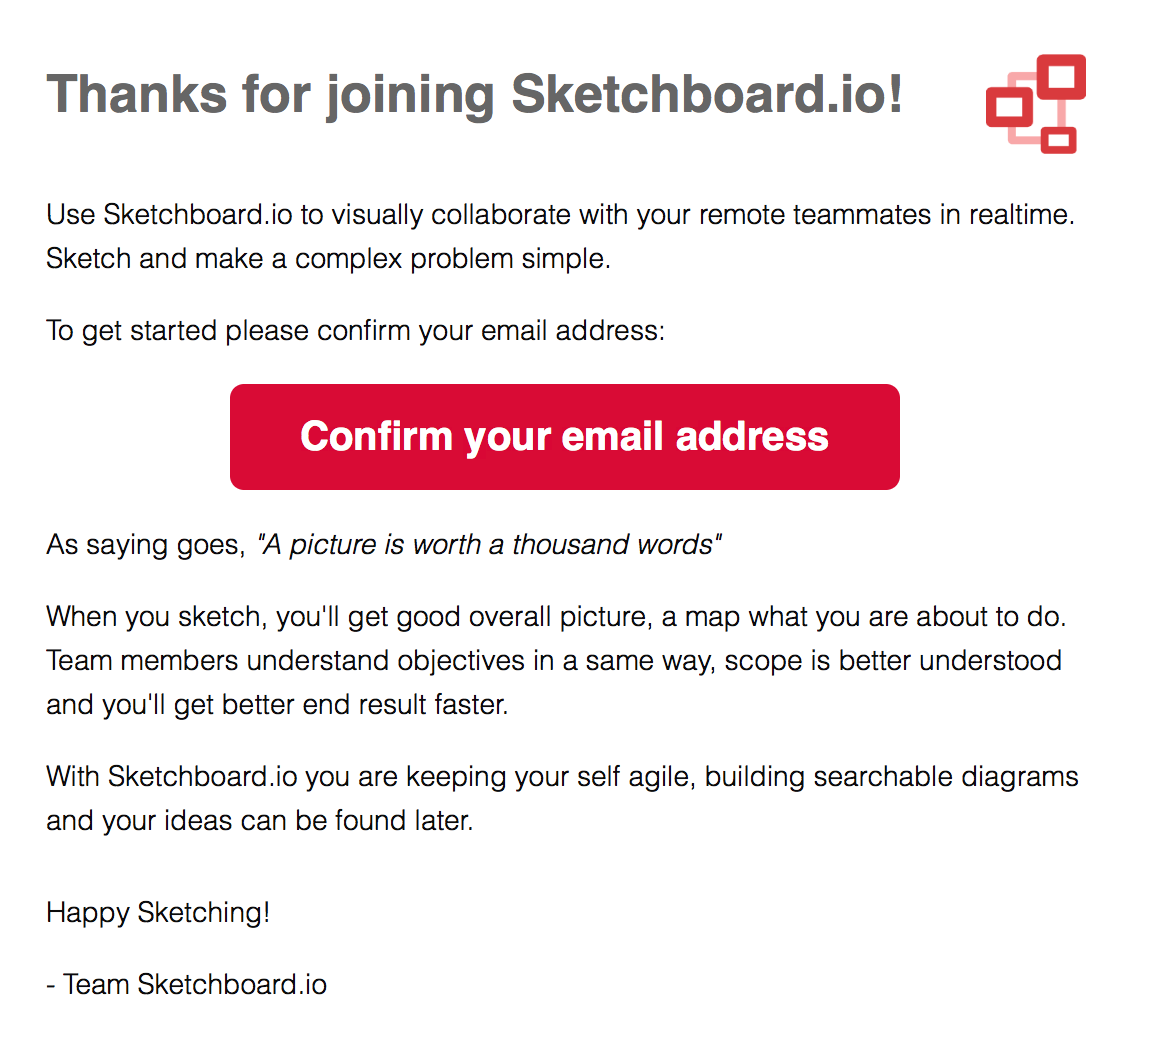 Thanks for joining Sketchboard.io!
Use Sketchboard.io to visually collaborate with your remote teammates in realtime.
Sketch and make a complex problem simple.
To get started please confirm your email address:
Confirm your email address
As saying goes, "A picture is worth a thousand words"
When you sketch, you'll get good overall picture, a map what you are about to do.
Team members understand objectives in a same way, scope is better understood
and you'll get better end result faster.
With Sketchboard.io you are keeping your self agile, building searchable diagrams
and your ideas can be found later.
Happy Sketching!
- Team Sketchboard.io